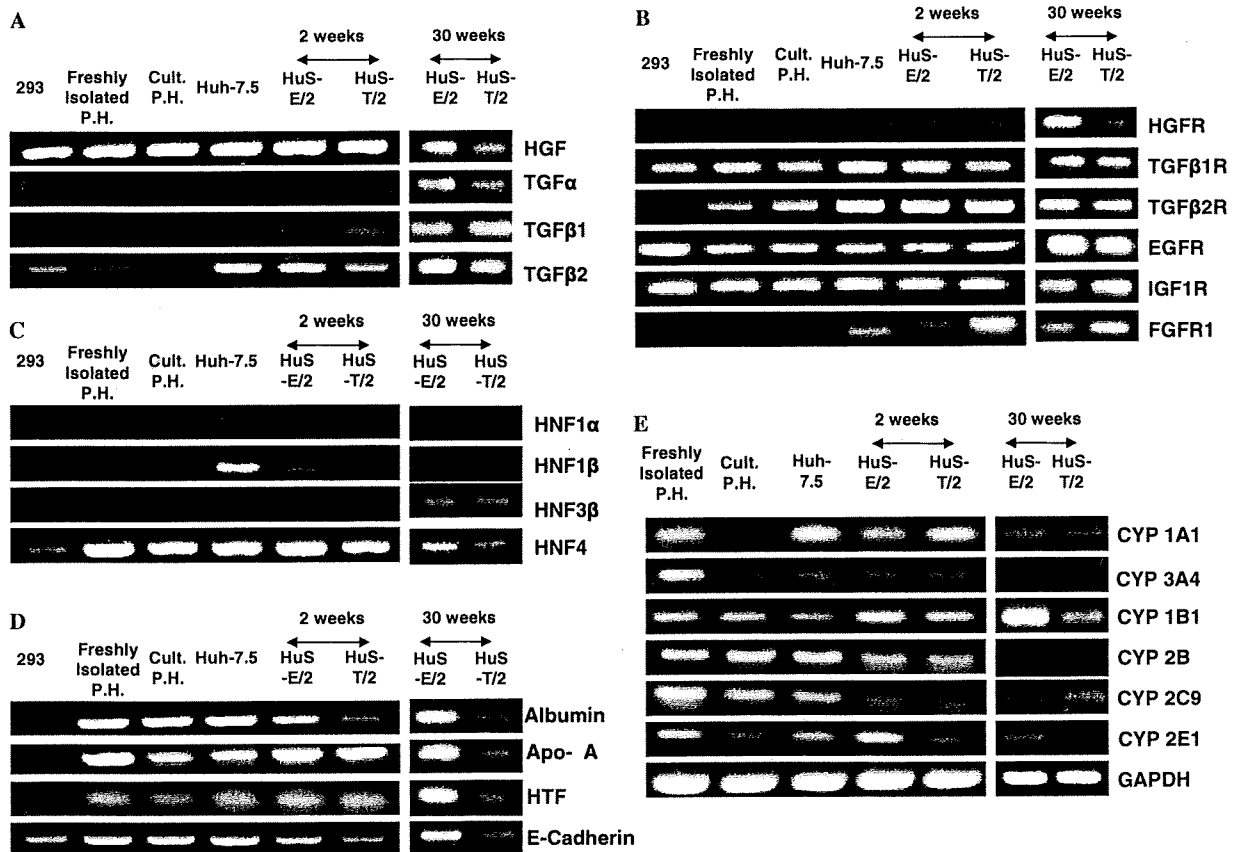 A
2 weeks
30 weeks
293
Freshly
Isolated
P.H.
Cult.
P.H.
Huh-7.5
HuS-
E/2
HuS-
T/2
HuS-
E/2
HuS-
T/2
HGF
TGFα
TGFβ1
TGFβ2
B
2 weeks
30 weeks
293
Freshly
Isolated
P.H.
Cult.
P.H.
Huh-7.5
HuS-
E/2
HuS-
T/2
HuS-
E/2
HuS-
T/2
HGFR
TGFβ1R
TGFβ2R
EGFR
IGF1R
FGFR1
C
2 weeks
30 weeks
293
Freshly
Isolated
P.H.
Cult.
P.H.
Huh-7.5
HuS
-E/2
HuS
-T/2
HuS
-E/2
HuS
-T/2
HNF1α
HNF1β
HNF3β
HNF4
D
2 weeks
30 weeks
293
Freshly
Isolated
P.H.
Cult.
P.H.
Huh-7.5
HuS
-E/2
HuS-
T/2
HuS
-E/2
HuS
-T/2
Albumin
Apo- A
HTF
E-Cadherin
E
2 weeks
30 weeks
Freshly
Isolated
P.H.
Cult.
P.H.
Huh-
7.5
HuS-
E/2
HuS-
T/2
HuS-
E/2
HuS-
T/2
CYP 1A1
CYP 3A4
CYP 1B1
CYP 2B
CYP 2C9
CYP 2E1
GAPDH